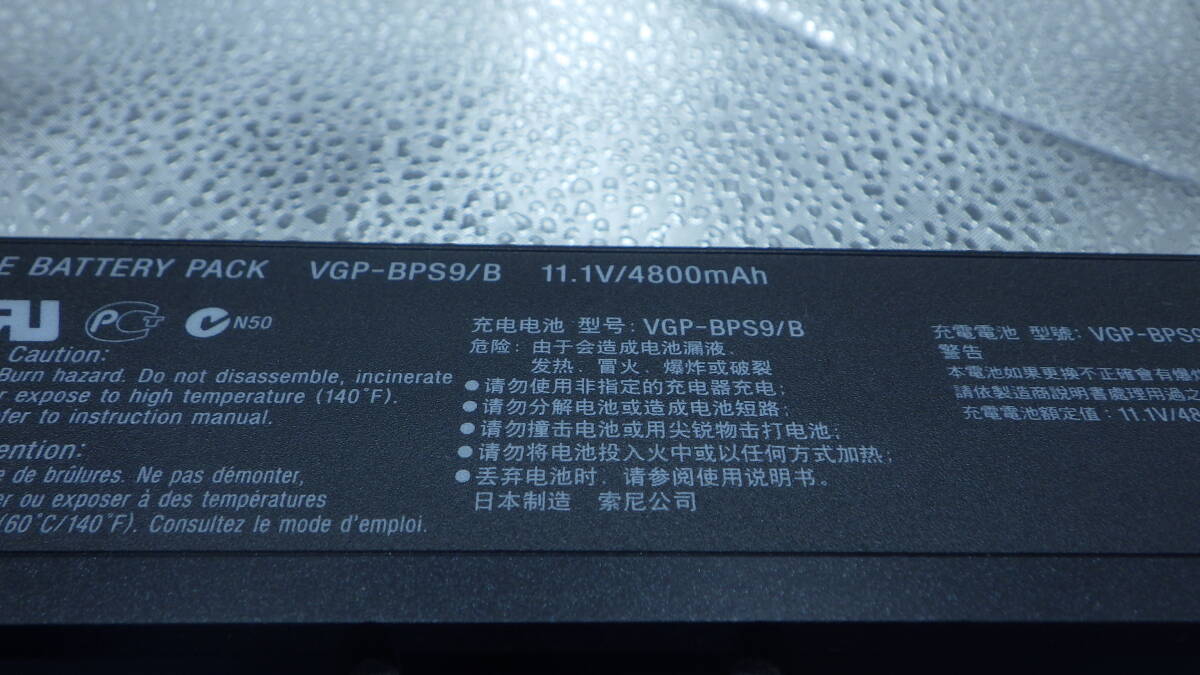 E BATTERY PACK VGP-BPS9/B 11.1V/4800mAh
N50
Caution:
Burn hazard. Do not disassemble, incinerate
r expose to high temperature (140°F).
fer to instruction manual.
ention:
e de brûlures. Ne pas démonter,
er ou exposer à des températures
(60°C/140°F). Consultez le mode d'emploi.
充电电池 型号: VGP-BPS9/B
危险: 由于会造成电池漏液.
发热. 冒火. 爆炸或破裂
●请勿使用非指定的充电器充电;
●请勿分解电池或造成电池短路;
●请勿撞击电池或用尖锐物击打电池;
●请勿将电池投入火中或以任何方式加热;
●丢弃电池时. 请参阅使用说明书。
日本制造 索尼公司
充電電池 型號: VGP-BPS9
警告
本電池如果更換不正確會有爆炸
請依製造商說明書處理用過之
充電電池額定值: 11.1V/48